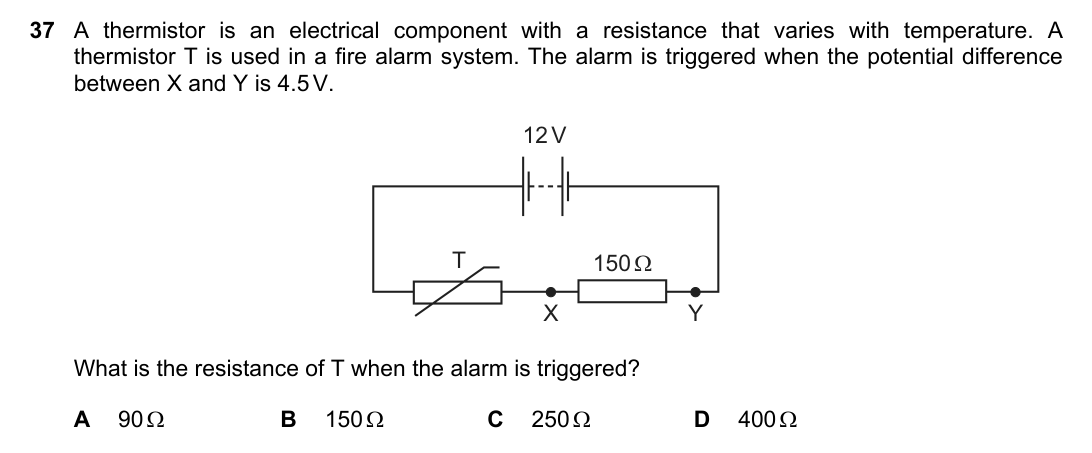 37 A thermistor is an electrical component with a resistance that varies with temperature. A
thermistor T is used in a fire alarm system. The alarm is triggered when the potential difference
between X and Y is 4.5 V.
12 V
T
150 Ω
X
Y
What is the resistance of T when the alarm is triggered?
A 90 Ω B 150 Ω C 250 Ω D 400 Ω